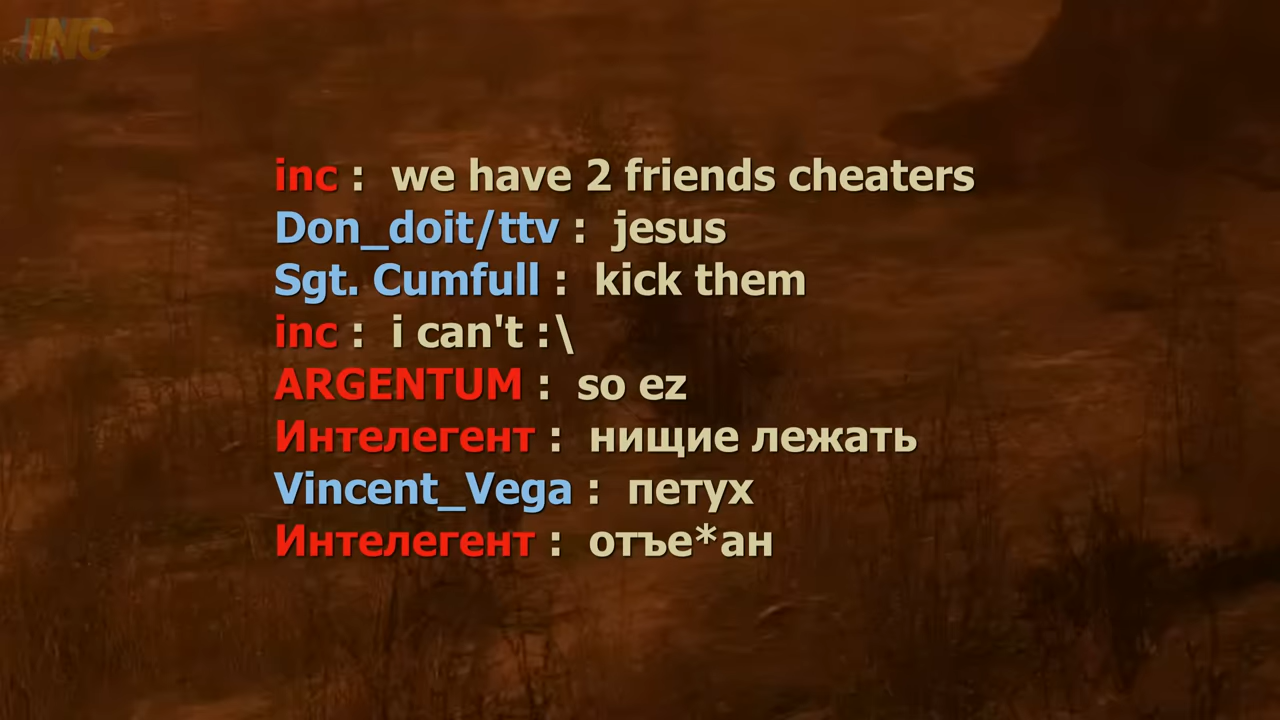 INC
inc : we have 2 friends cheaters
Don_doit/ttv : jesus
Sgt. Cumfull : kick them
inc : i can't :\
ARGENTUM : so ez
Интелегент : нищие лежать
Vincent_Vega : петух
Интелегент : отъе*ан